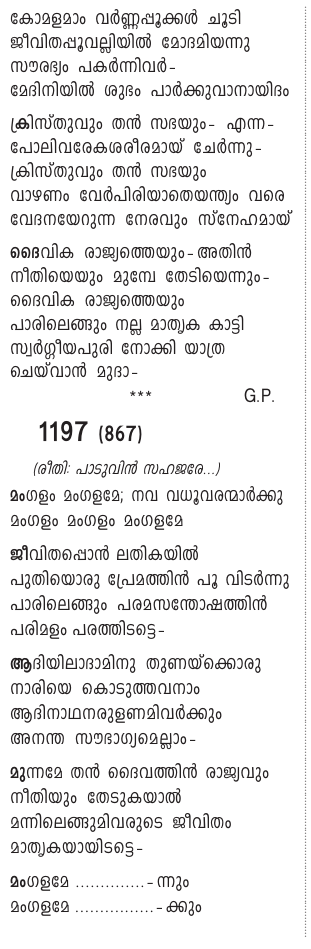 കോമളമാം വർണ്ണപ്പൂക്കൾ ചൂടി
ജീവിതപ്പൂവല്ലിയിൽ മോദമിയന്നു
സൗരഭ്യം പകർന്നിവർ-
മേദിനിയിൽ ശുഭം പാർക്കുവാനായിദം
ക്രിസ്തുവും തൻ സഭയും- എന്ന-
പോലിവരേകശരീരമായ് ചേർന്നു-
ക്രിസ്തുവും തൻ സഭയും
വാഴണം വേർപിരിയാതെയന്ത്യം വരെ
വേദനയേറുന്ന നേരവും സ്നേഹമായ്
ദൈവിക രാജ്യത്തെയും-അതിൻ
നീതിയെയും മുമ്പേ തേടിയെന്നും-
ദൈവിക രാജ്യത്തെയും
പാരിലെങ്ങും നല്ല മാതൃക കാട്ടി
സ്വർഗ്ഗീയപുരി നോക്കി യാത്ര
ചെയ്‌വാൻ മുദാ-
*** G.P.
1197 (867)
(രീതി: പാടുവിൻ സഹജരേ...)
മംഗളം മംഗളമേ; നവ വധൂവരന്മാർക്കു
മംഗളം മംഗളം മംഗളമേ
ജീവിതപ്പൊൻ ലതികയിൽ
പുതിയൊരു പ്രേമത്തിൻ പൂ വിടർന്നു
പാരിലെങ്ങും പരമസന്തോഷത്തിൻ
പരിമളം പരത്തിടട്ടെ-
ആദിയിലാദാമിനു തുണയ്ക്കൊരു
നാരിയെ കൊടുത്തവനാം
ആദിനാഥനരുളണമിവർക്കും
അനന്ത സൗഭാഗ്യമെല്ലാം-
മുന്നമേ തൻ ദൈവത്തിൻ രാജ്യവും
നീതിയും തേടുകയാൽ
മന്നിലെങ്ങുമിവരുടെ ജീവിതം
മാതൃകയായിടട്ടെ-
മംഗളമേ ..............-ന്നും
മംഗളമേ ................-ക്കും